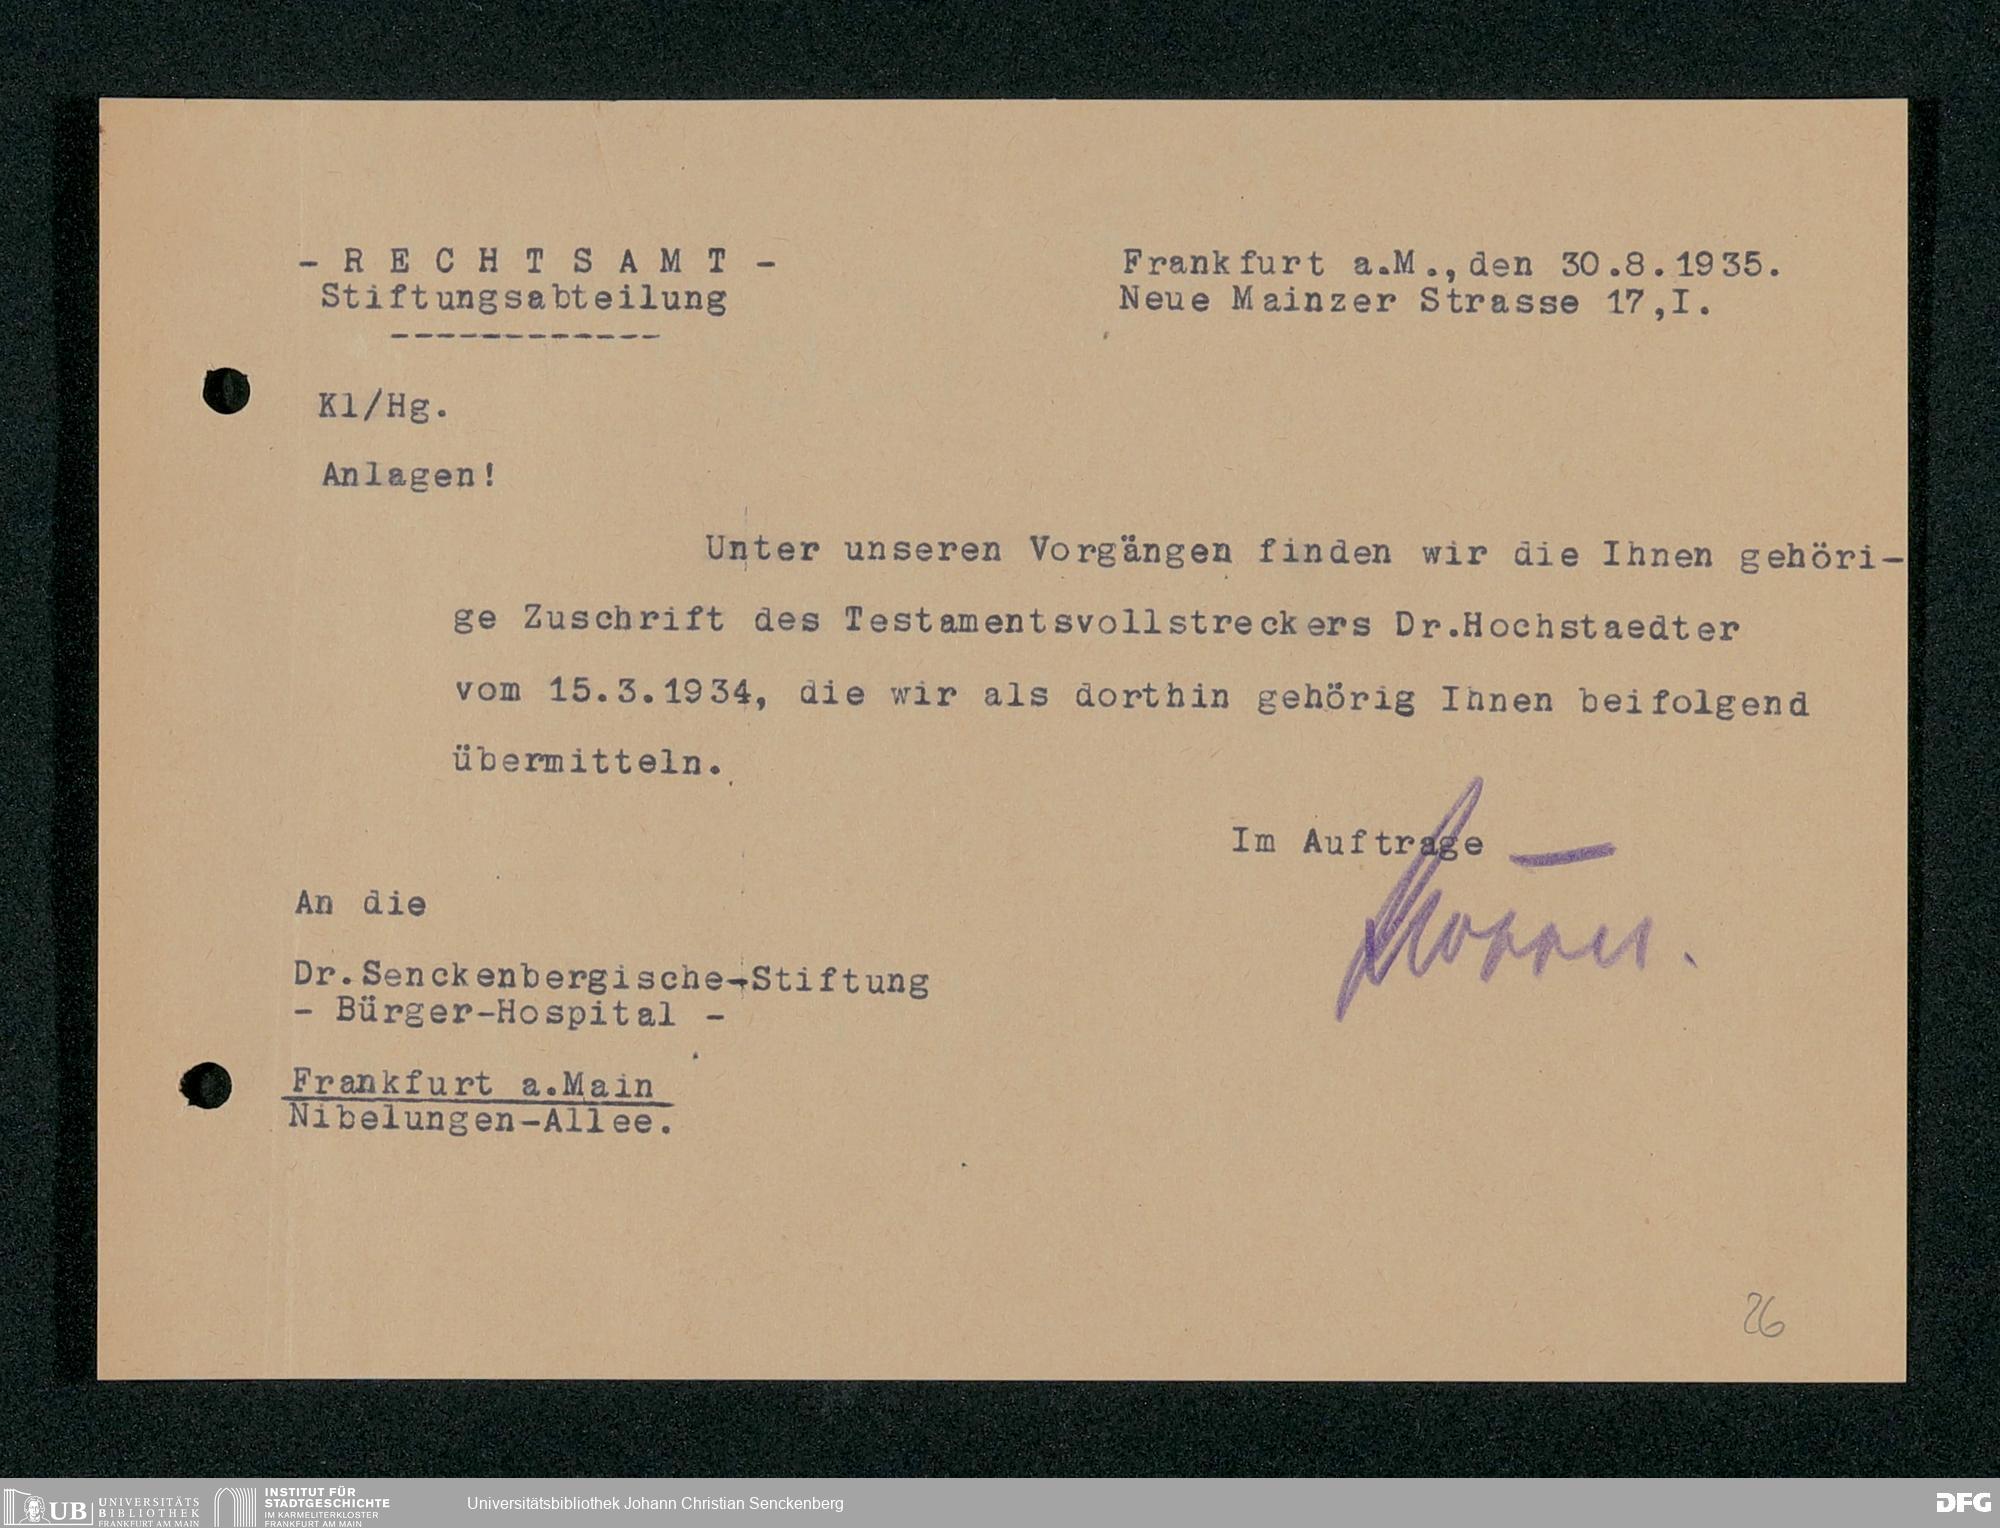 - R E C H T S A M T -
Stiftungsabteilung
------------
Frankfurt a.M.,den 30.8.1935.
Neue Mainzer Strasse 17,I.
Kl/Hg.
Anlagen!
Unter unseren Vorgängen finden wir die Ihnen gehöri-
ge Zuschrift des Testamentsvollstreckers Dr.Hochstaedter
vom 15.3.1934, die wir als dorthin gehörig Ihnen beifolgend
übermitteln.
Im Auftrage
An die
Dr.Senckenbergische-Stiftung
- Bürger-Hospital -
Frankfurt a.Main
Nibelungen-Allee.
26
UB UNIVERSITÄTS
BIBLIOTHEK
FRANKFURT AM MAIN
INSTITUT FÜR
STADTGESCHICHTE
IM KARMELITERKLOSTER
FRANKFURT AM MAIN
Universitätsbibliothek Johann Christian Senckenberg
DFG